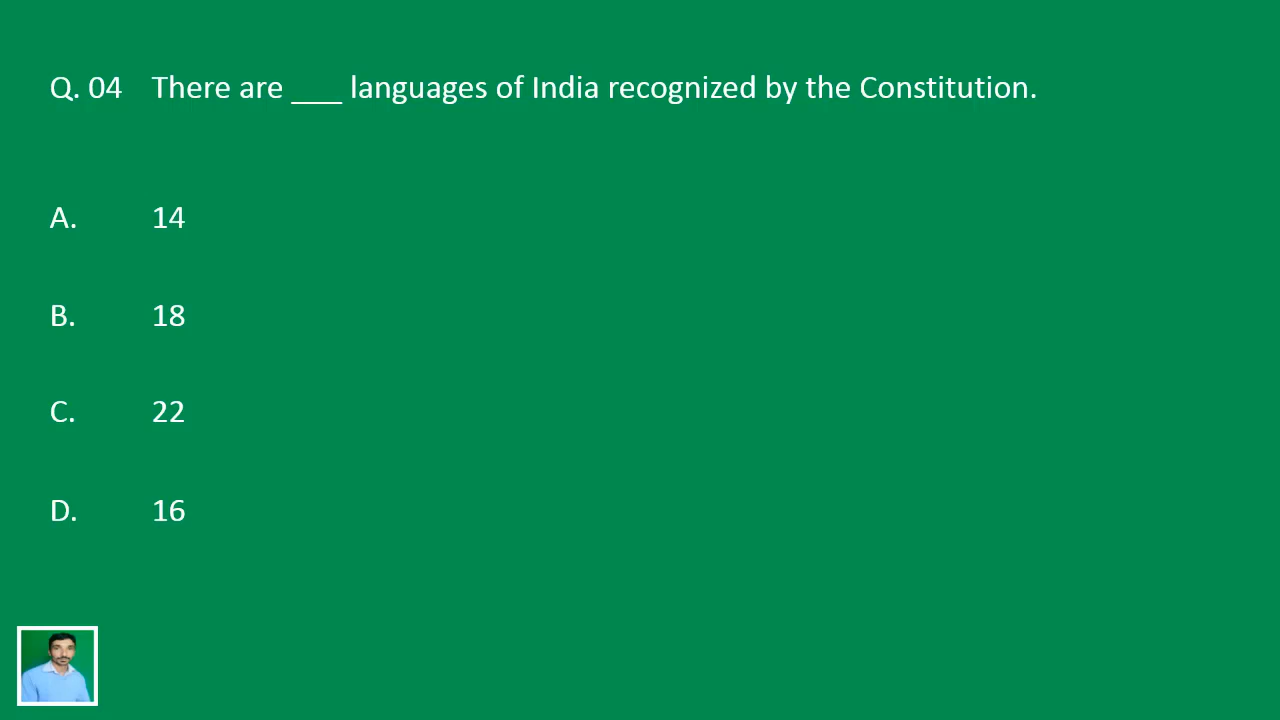 Q. 04 There are ___ languages of India recognized by the Constitution.
A. 14
B. 18
C. 22
D. 16